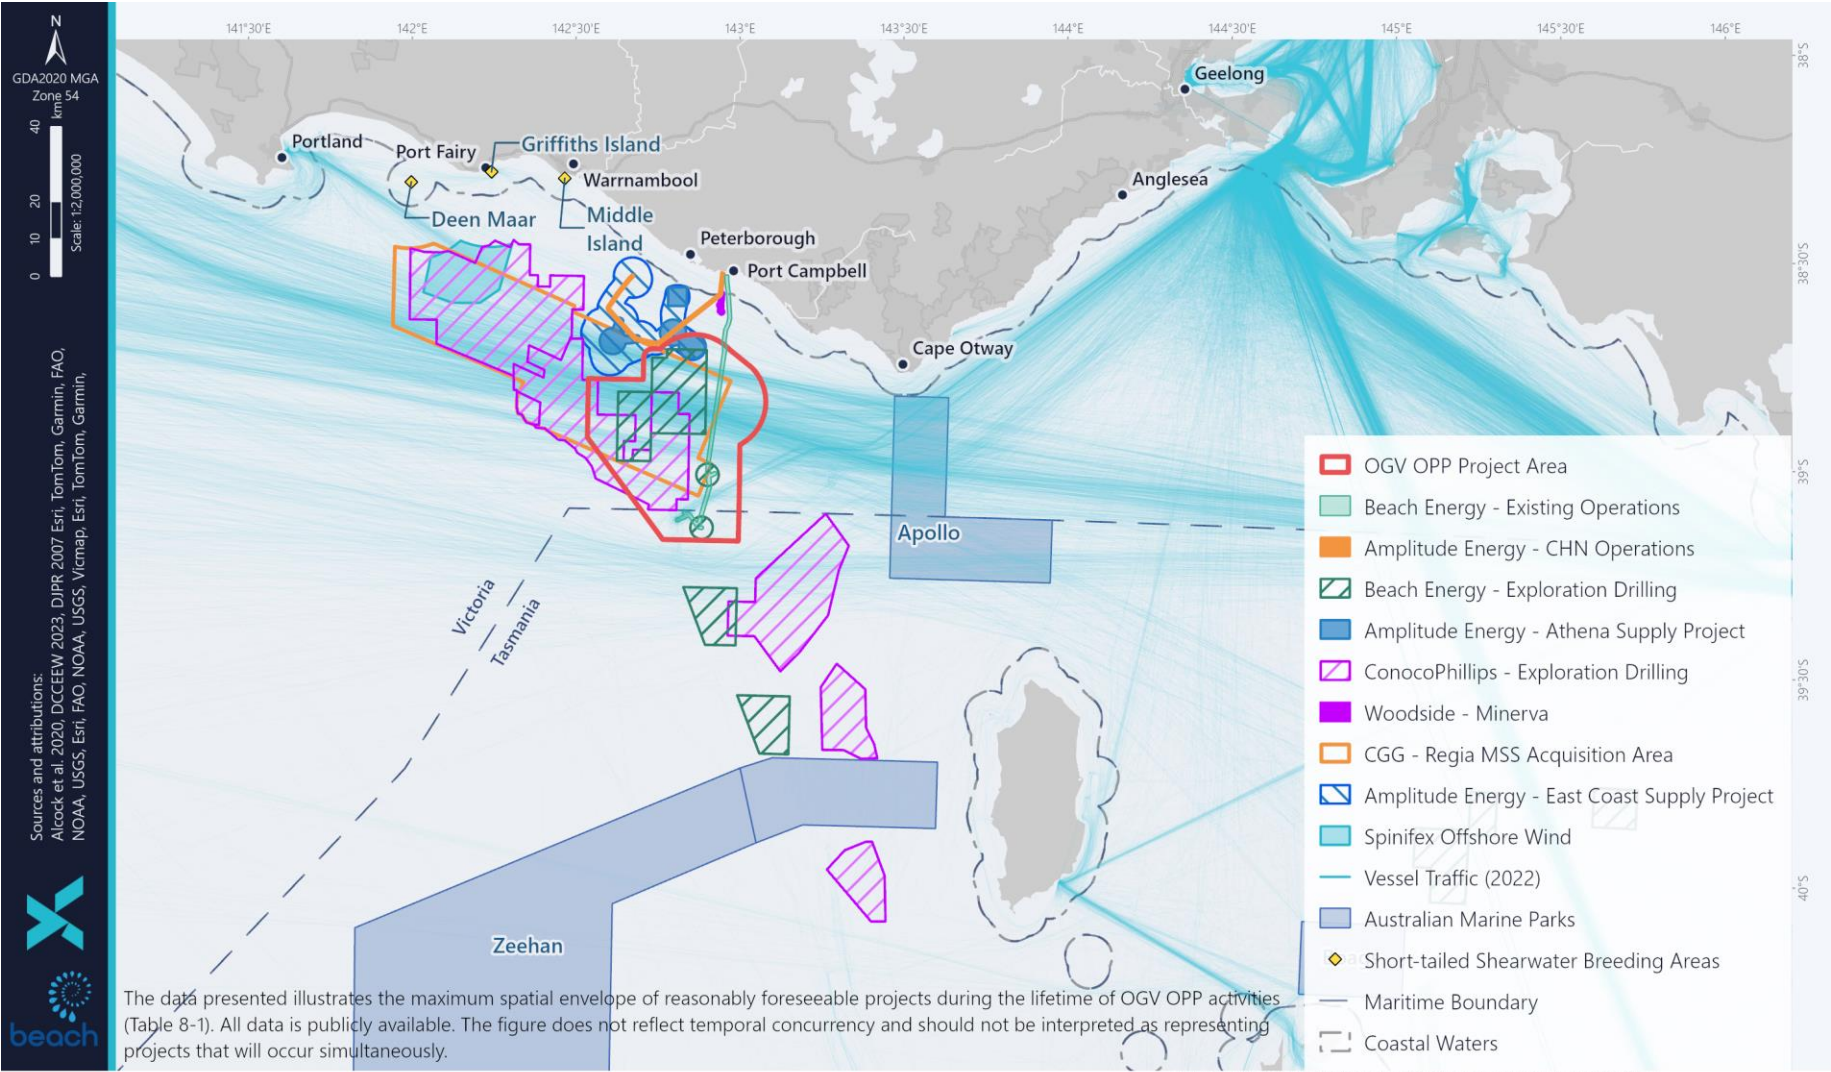 141°30'E
142°E
142°30'E
143°E
143°30'E
144°E
144°30'E
145°E
145°30'E
146°E
N
GDA2020 MGA
Zone 54
km
40
20
10
0
Scale: 1:2,000,000
38°S
38°30'S
39°S
39°30'S
40°S
Geelong
Portland
Port Fairy
Griffiths Island
Warrnambool
Deen Maar
Middle
Island
Anglesea
Peterborough
Port Campbell
Cape Otway
Apollo
Victoria
Tasmania
Zeehan
OGV OPP Project Area
Beach Energy - Existing Operations
Amplitude Energy - CHN Operations
Beach Energy - Exploration Drilling
Amplitude Energy - Athena Supply Project
ConocoPhillips - Exploration Drilling
Woodside - Minerva
CGG - Regia MSS Acquisition Area
Amplitude Energy - East Coast Supply Project
Spinifex Offshore Wind
Vessel Traffic (2022)
Australian Marine Parks
Short-tailed Shearwater Breeding Areas
Maritime Boundary
Coastal Waters
Sources and attributions:
Alcock et al. 2020, DCCEEW 2023, DJPR 2007 Esri, TomTom, Garmin, FAO,
NOAA, USGS, Esri, FAO, NOAA, USGS, Vicmap, Esri, TomTom, Garmin,
beach
The data presented illustrates the maximum spatial envelope of reasonably foreseeable projects during the lifetime of OGV OPP activities
(Table 8-1). All data is publicly available. The figure does not reflect temporal concurrency and should not be interpreted as representing
projects that will occur simultaneously.